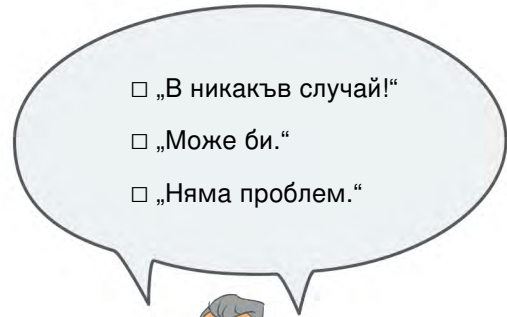 □ „В никакъв случай!“
□ „Може би.“
□ „Няма проблем.“